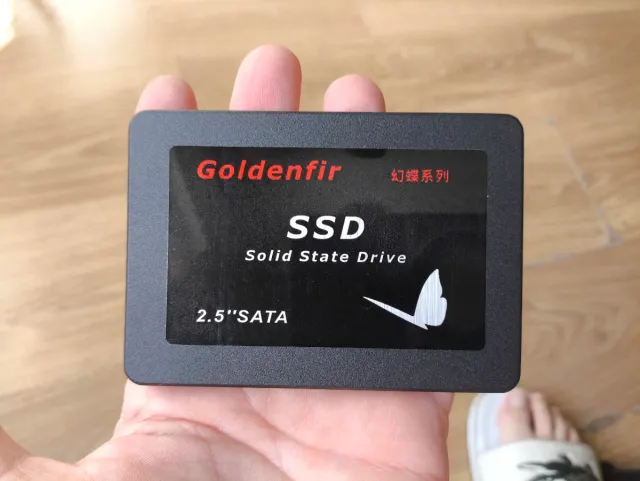 Goldenfir 幻蝶系列
SSD
Solid State Drive
2.5"SATA